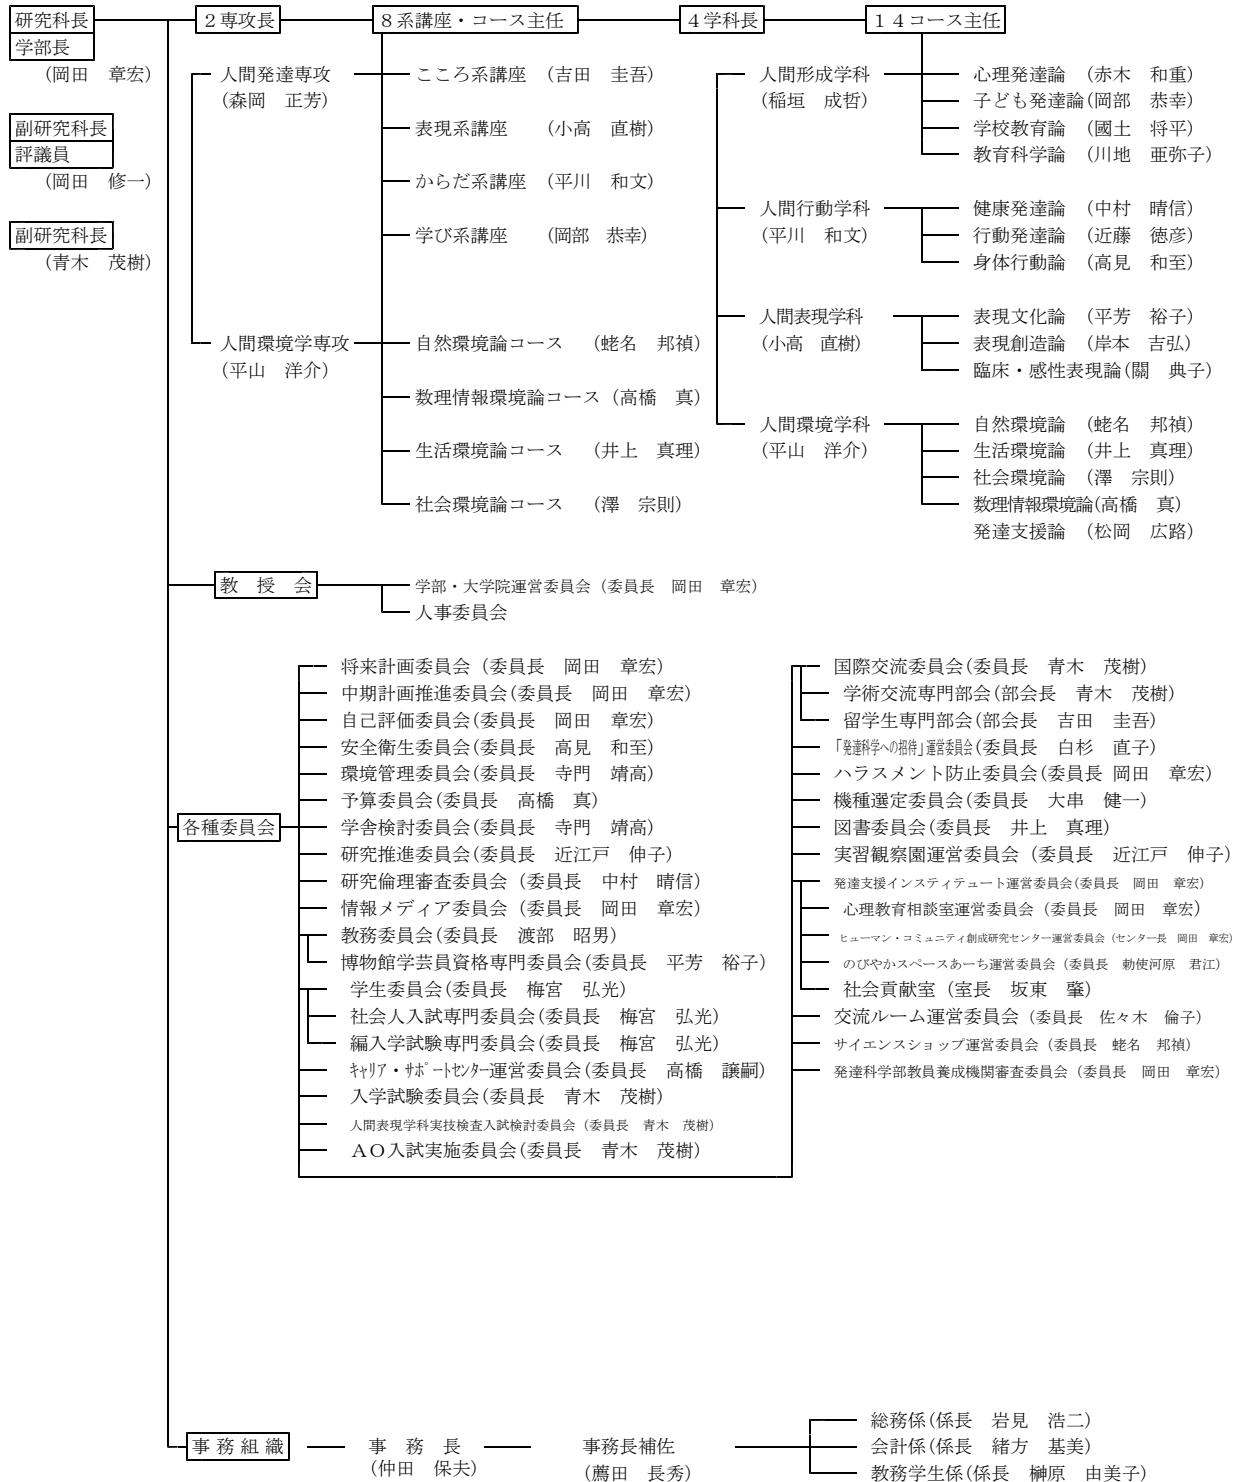 研究科長　２専攻長　８系講座・コース主任　４学科長　１４コース主任
学部長
(岡田　章宏)　人間発達専攻　こころ系講座　(吉田　圭吾)　人間形成学科　心理発達論　(赤木　和重)
(森岡　正芳)　(稲垣　成哲)　子ども発達論(岡部　恭幸)
副研究科長　表現系講座　(小高　直樹)　学校教育論　(國土　将平)
評議員　教育科学論　(川地　亜弥子)
(岡田　修一)　からだ系講座　(平川　和文)
人間行動学科　健康発達論　(中村　晴信)
副研究科長　学び系講座　(岡部　恭幸)　(平川　和文)　行動発達論　(近藤　徳彦)
(青木　茂樹)　身体行動論　(高見　和至)
人間表現学科　表現文化論　(平芳　裕子)
人間環境学専攻　自然環境論コース　(蛯名　邦禎)　(小高　直樹)　表現創造論　(岸本　吉弘)
(平山　洋介)　臨床・感性表現論(關　典子)
数理情報環境論コース　(高橋　真)
人間環境学科　自然環境論　(蛯名　邦禎)
生活環境論コース　(井上　真理)　(平山　洋介)　生活環境論　(井上　真理)
社会環境論　(澤　宗則)
社会環境論コース　(澤　宗則)　数理情報環境論(高橋　真)
発達支援論　(松岡　広路)
教　授　会　学部・大学院運営委員会 (委員長　岡田　章宏)
人事委員会
将来計画委員会 (委員長　岡田　章宏)　国際交流委員会(委員長　青木　茂樹)
中期計画推進委員会(委員長　岡田　章宏)　学術交流専門部会(部会長　青木　茂樹)
自己評価委員会(委員長　岡田　章宏)　留学生専門部会(部会長　吉田　圭吾)
安全衛生委員会(委員長　高見　和至)　「発達科学への招待」運営委員会(委員長　白杉　直子)
環境管理委員会(委員長　寺門　靖高)　ハラスメント防止委員会(委員長 岡田　章宏)
予算委員会(委員長　高橋　真)　機種選定委員会(委員長　大串　健一)
各種委員会　学舎検討委員会(委員長　寺門　靖高)　図書委員会(委員長　井上　真理)
研究推進委員会(委員長　近江戸　伸子)　実習観察園運営委員会 (委員長　近江戸　伸子)
研究倫理審査委員会 (委員長　中村　晴信)　発達支援インスティテュート運営委員会(委員長　岡田　章宏)
情報メディア委員会 (委員長　岡田　章宏)　心理教育相談室運営委員会 (委員長　岡田　章宏)
教務委員会(委員長　渡部　昭男)　ヒューマン・コミュニティ創成研究センター運営委員会 (センター長　岡田　章宏)
博物館学芸員資格専門委員会(委員長　平芳　裕子)　のびやかスペースあーち運営委員会 (委員長　勅使河原　君江)
学生委員会(委員長　梅宮　弘光)　社会貢献室 (室長　坂東　肇)
社会人入試専門委員会(委員長　梅宮　弘光)　交流ルーム運営委員会 (委員長　佐々木　倫子)
編入学試験専門委員会(委員長　梅宮　弘光)　サイエンスショップ運営委員会 (委員長　蛯名　邦禎)
ｷｬﾘｱ・ｻﾎﾟｰﾄｾﾝﾀｰ運営委員会(委員長　高橋　譲嗣)　発達科学部教員養成機関審査委員会 (委員長　岡田　章宏)
入学試験委員会(委員長　青木　茂樹)
人間表現学科実技検査入試検討委員会 (委員長　青木　茂樹)
ＡＯ入試実施委員会(委員長　青木　茂樹)
総務係(係長　岩見　浩二)
事 務 組 織　事　務　長　事務長補佐　会計係(係長　緒方　基美)
(仲田　保夫)　(薦田　長秀)　教務学生係(係長　榊原　由美子)